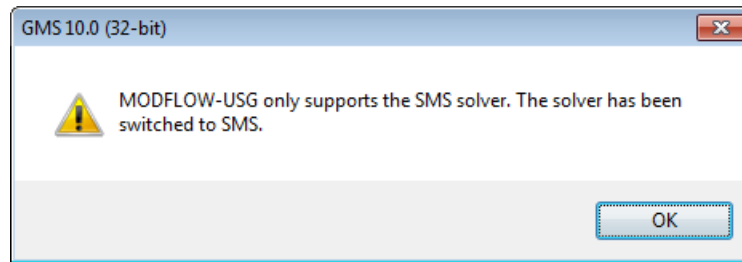 GMS 10.0 (32-bit)
MODFLOW-USG only supports the SMS solver. The solver has been
switched to SMS.
OK